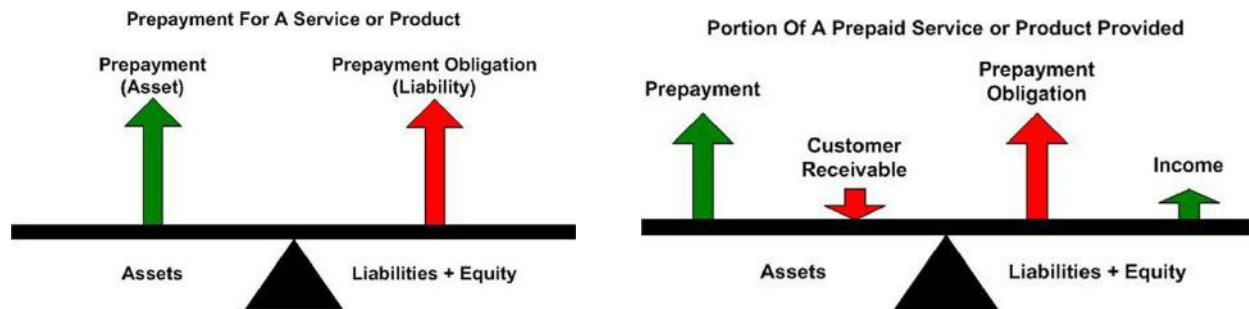 Prepayment For A Service or Product
Prepayment
(Asset)
Prepayment Obligation
(Liability)
Assets
Liabilities + Equity
Portion Of A Prepaid Service or Product Provided
Prepayment
Customer
Receivable
Prepayment
Obligation
Income
Assets
Liabilities + Equity